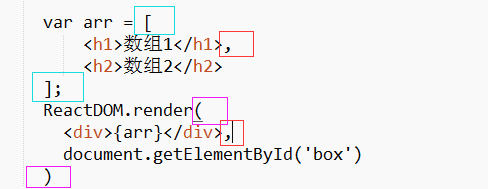 var arr = [
<h1>数组1</h1>,
<h2>数组2</h2>
];
ReactDOM.render(
<div>{arr}</div>,
document.getElementById('box')
)